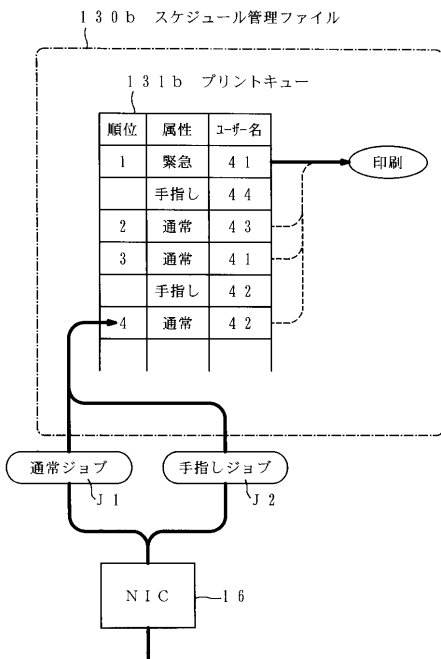 130b スケジュール管理ファイル
131b プリントキュー
順位 属性 ユーザー名
1 緊急 41
手指し 44
2 通常 43
3 通常 41
手指し 42
4 通常 42
印刷
通常ジョブ 手指しジョブ
J1 J2
NIC 16